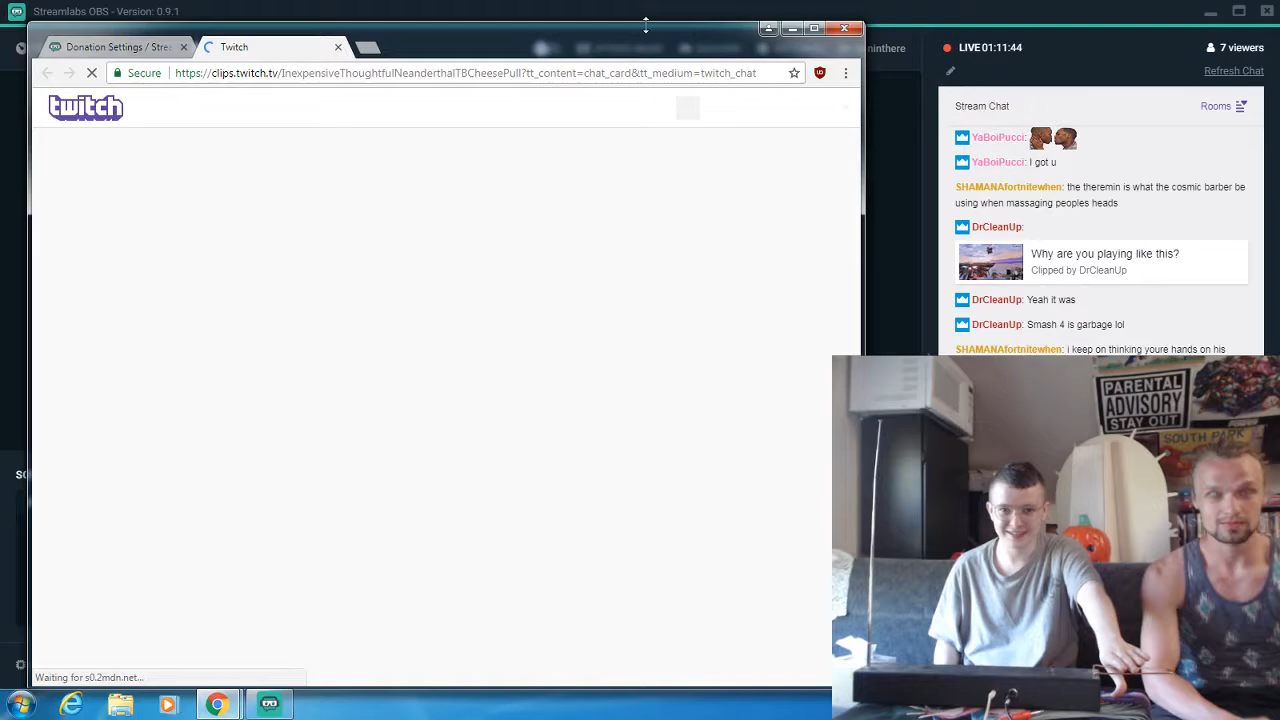 Streamlabs OBS - Version: 0.9.1
Donation Settings / Stre
Twitch
Secure
https://clips.twitch.tv/InexpensiveThoughtfulNeanderthalTBCheesePull?tt_content=chat_card&tt_medium=twitch_chat
twitch
LIVE 01:11:44
7 viewers
Refresh Chat
Stream Chat
Rooms
YaBoiPucci:
YaBoiPucci: I got u
SHAMANAfortnitewhen: the theremin is what the cosmic barber be
using when massaging peoples heads
DrCleanUp:
Why are you playing like this?
Clipped by DrCleanUp
DrCleanUp: Yeah it was
DrCleanUp: Smash 4 is garbage lol
SHAMANAfortnitewhen: i keep on thinking youre hands on his
PARENTAL
ADVISORY
STAY OUT
SOUTH PARK
Waiting for s0.2mdn.net...